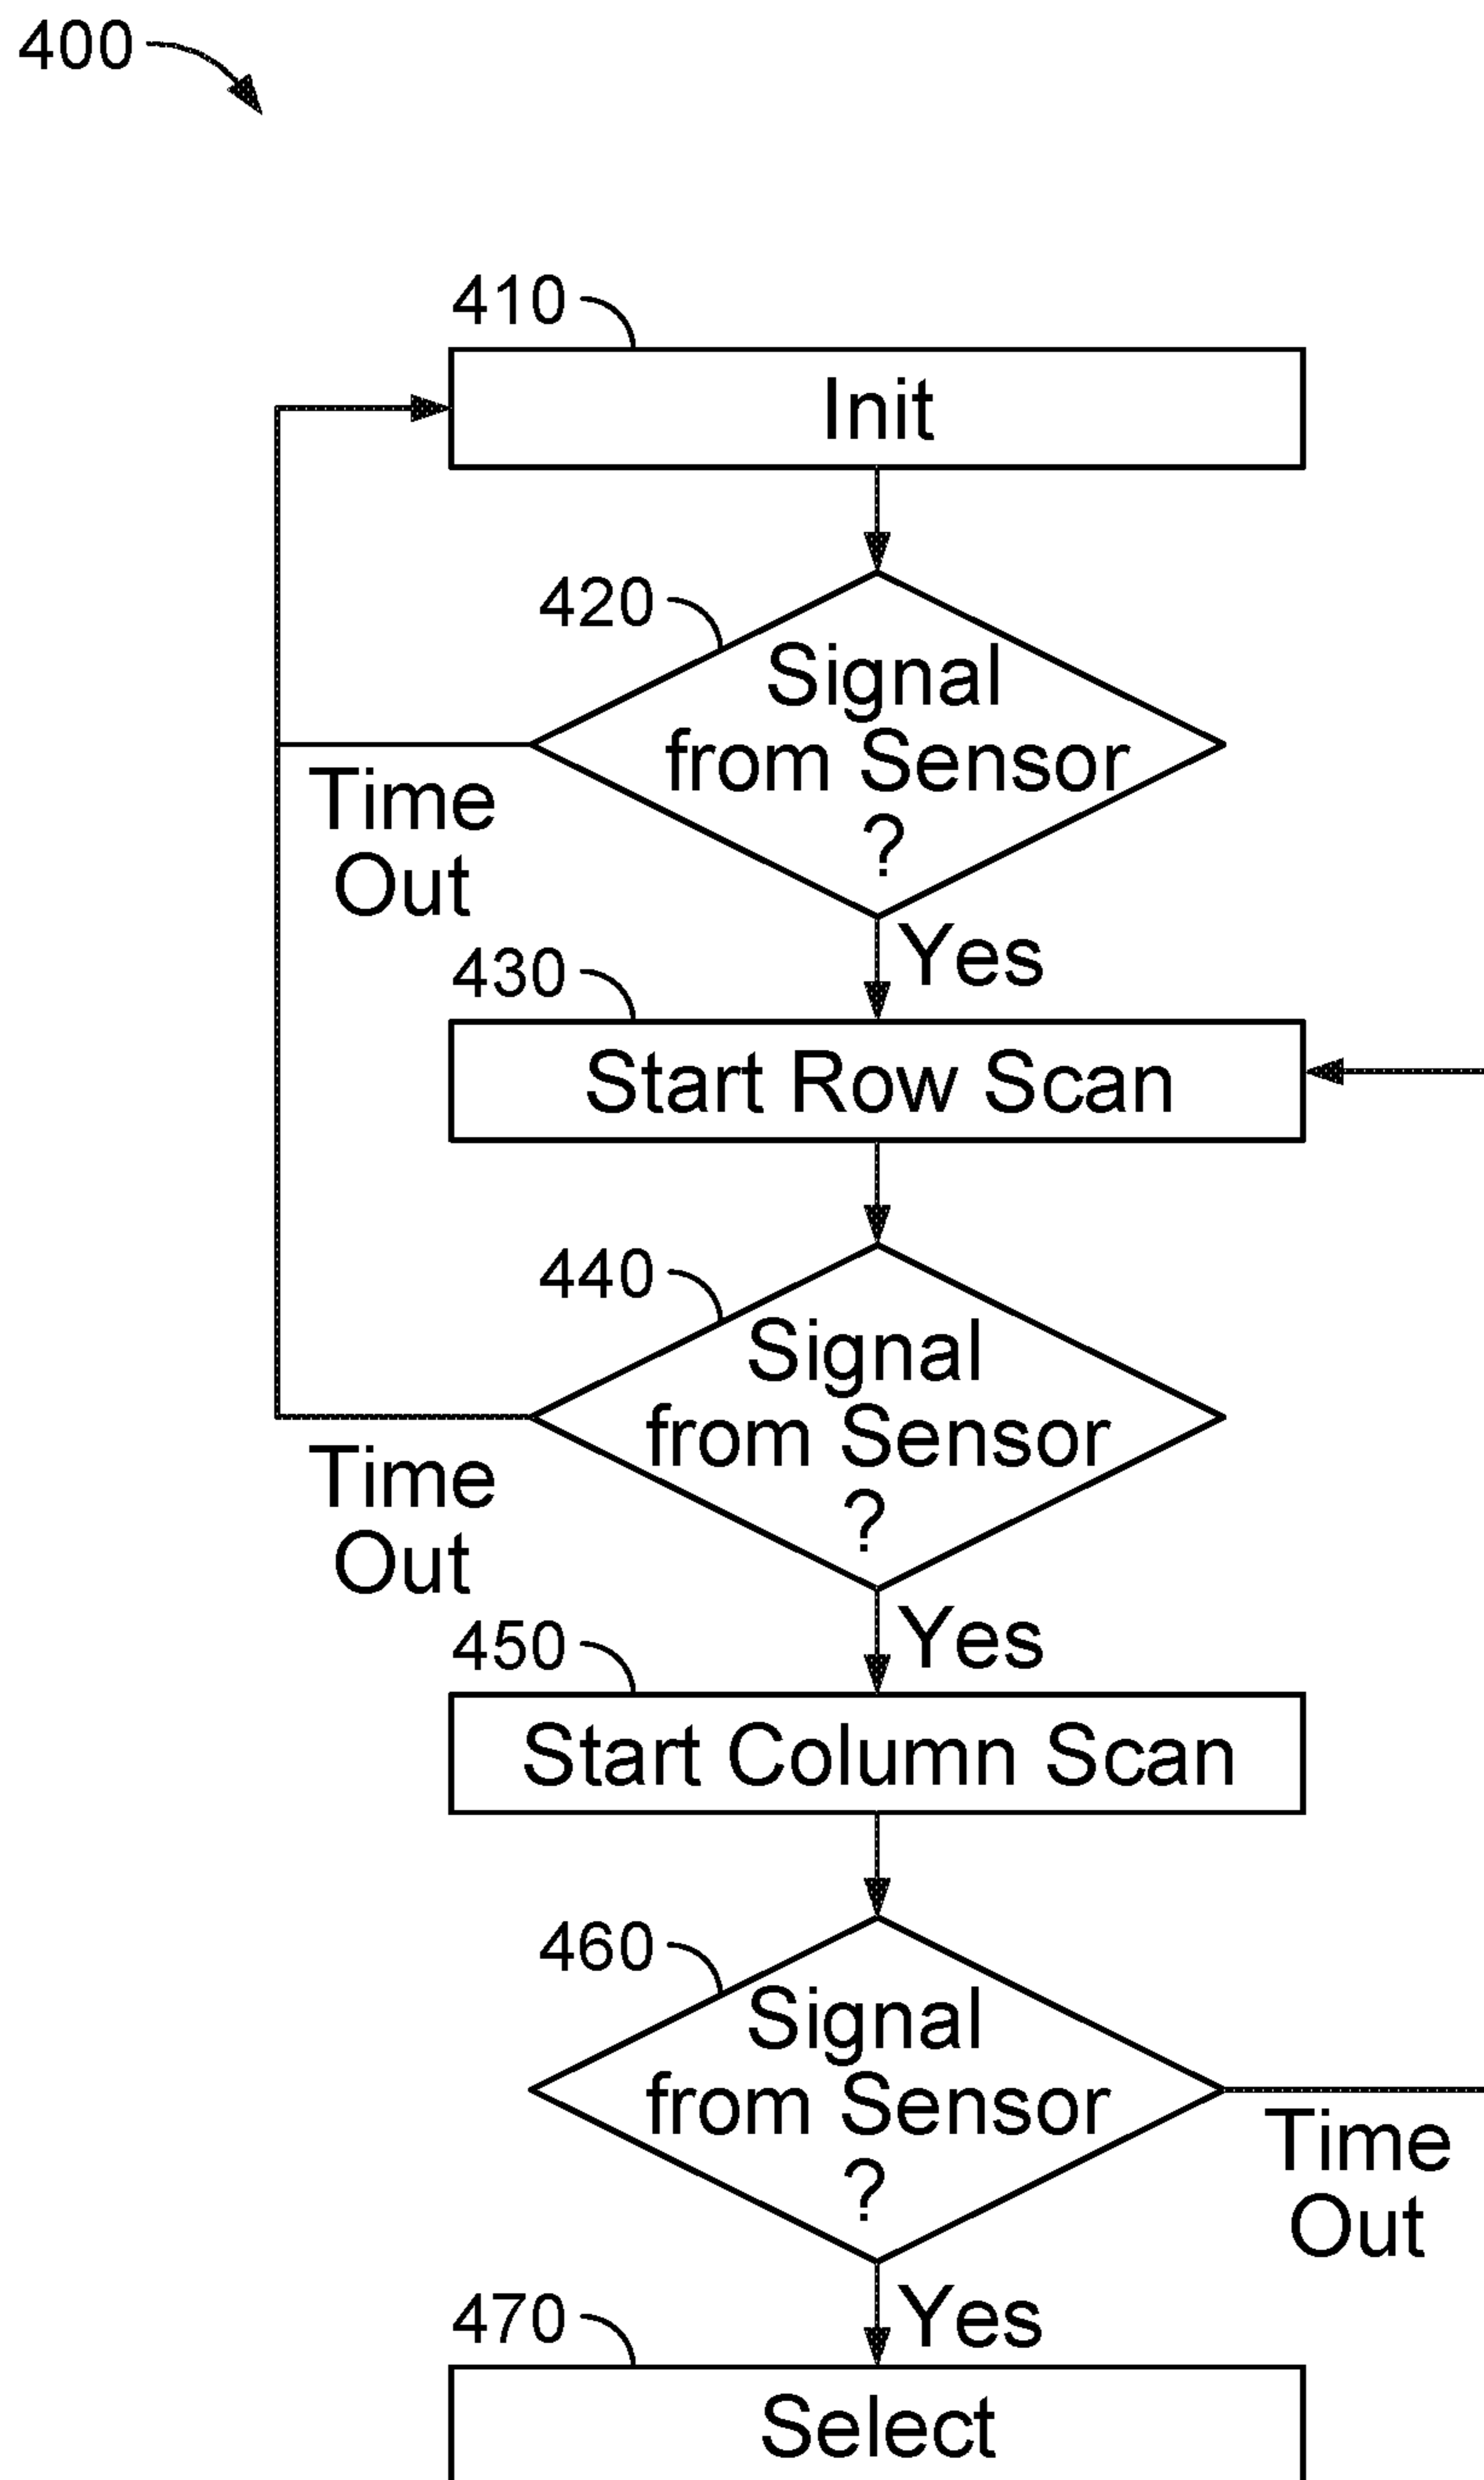 400
410
Init
420
Signal
from Sensor
?
Time
Out
Yes
430
Start Row Scan
440
Signal
from Sensor
?
Time
Out
Yes
450
Start Column Scan
460
Signal
from Sensor
?
Time
Out
Yes
470
Select